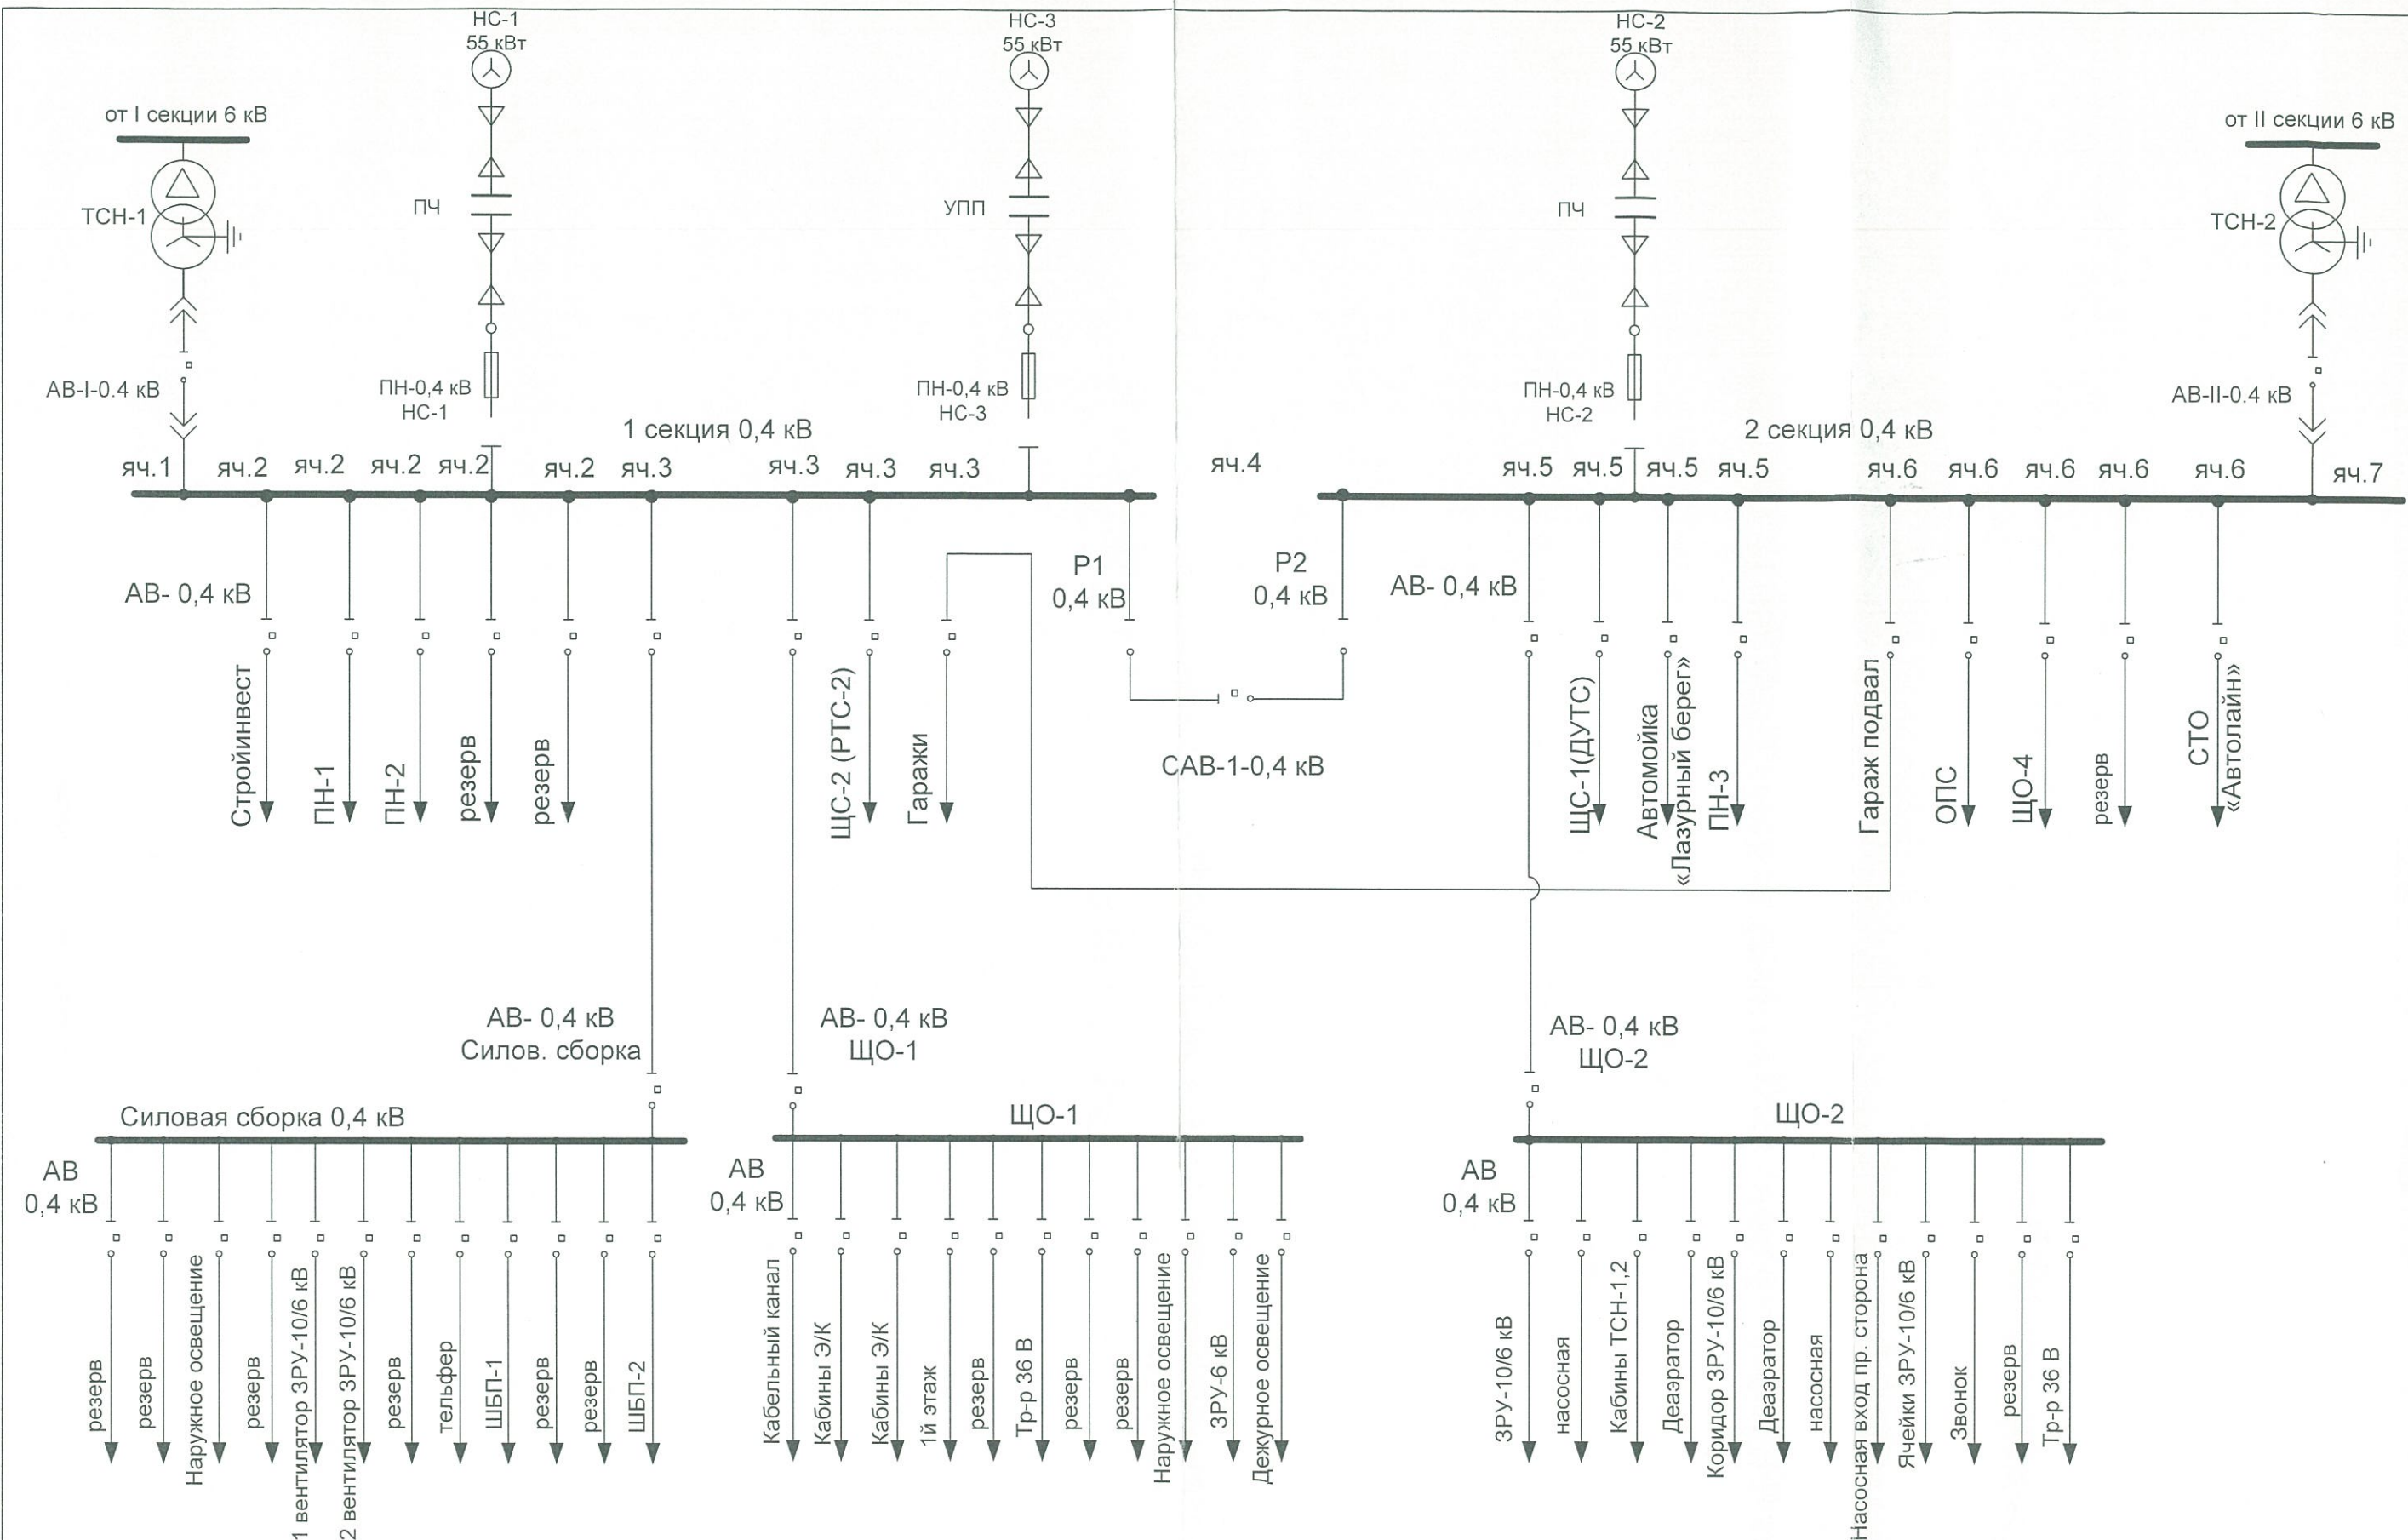 НС-1
55 кВт
НС-3
55 кВт
НС-2
55 кВт
от I секции 6 кВ
от II секции 6 кВ
ТСН-1
ПЧ
УПП
ПЧ
ТСН-2
АВ-I-0.4 кВ
ПН-0,4 кВ
НС-1
ПН-0,4 кВ
НС-3
ПН-0,4 кВ
НС-2
АВ-II-0.4 кВ
1 секция 0,4 кВ
2 секция 0,4 кВ
яч.1
яч.2
яч.2
яч.2
яч.2
яч.2
яч.3
яч.3
яч.3
яч.3
яч.4
яч.5
яч.5
яч.5
яч.5
яч.6
яч.6
яч.6
яч.6
яч.6
яч.7
АВ- 0,4 кВ
Р1
0,4 кВ
Р2
0,4 кВ
АВ- 0,4 кВ
Стройинвест
ПН-1
ПН-2
резерв
резерв
ЩС-2 (РТС-2)
Гаражи
САВ-1-0,4 кВ
ЩС-1(ДУТС)
Автомойка
«Лазурный берег»
ПН-3
Гараж подвал
ОПС
ЩО-4
резерв
СТО
«Автолайн»
АВ- 0,4 кВ
Силов. сборка
АВ- 0,4 кВ
ЩО-1
АВ- 0,4 кВ
ЩО-2
Силовая сборка 0,4 кВ
ЩО-1
ЩО-2
АВ
0,4 кВ
АВ
0,4 кВ
АВ
0,4 кВ
резерв
резерв
Наружное освещение
резерв
1 вентилятор ЗРУ-10/6 кВ
2 вентилятор ЗРУ-10/6 кВ
резерв
тельфер
ШБП-1
резерв
резерв
ШБП-2
Кабельный канал
Кабины Э/К
Кабины Э/К
1й этаж
резерв
Тр-р 36 В
резерв
резерв
Наружное освещение
ЗРУ-6 кВ
Дежурное освещение
ЗРУ-10/6 кВ
насосная
Кабины ТСН-1,2
Деаэратор
Коридор ЗРУ-10/6 кВ
Деаэратор
насосная
Насосная вход пр. сторона
Ячейки ЗРУ-10/6 кВ
Звонок
резерв
Тр-р 36 В